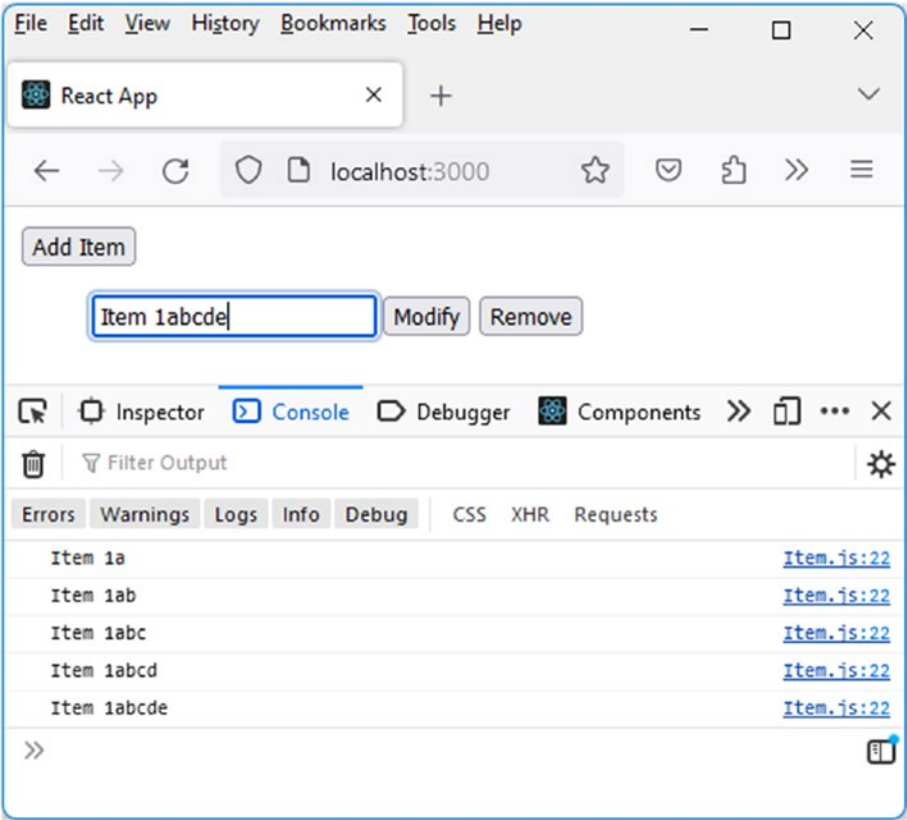 File Edit View History Bookmarks Tools Help
React App
localhost:3000
Add Item
Item 1abcde Modify Remove
Inspector Console Debugger Components
Filter Output
Errors Warnings Logs Info Debug CSS XHR Requests
Item 1a Item.js:22
Item 1ab Item.js:22
Item 1abc Item.js:22
Item 1abcd Item.js:22
Item 1abcde Item.js:22